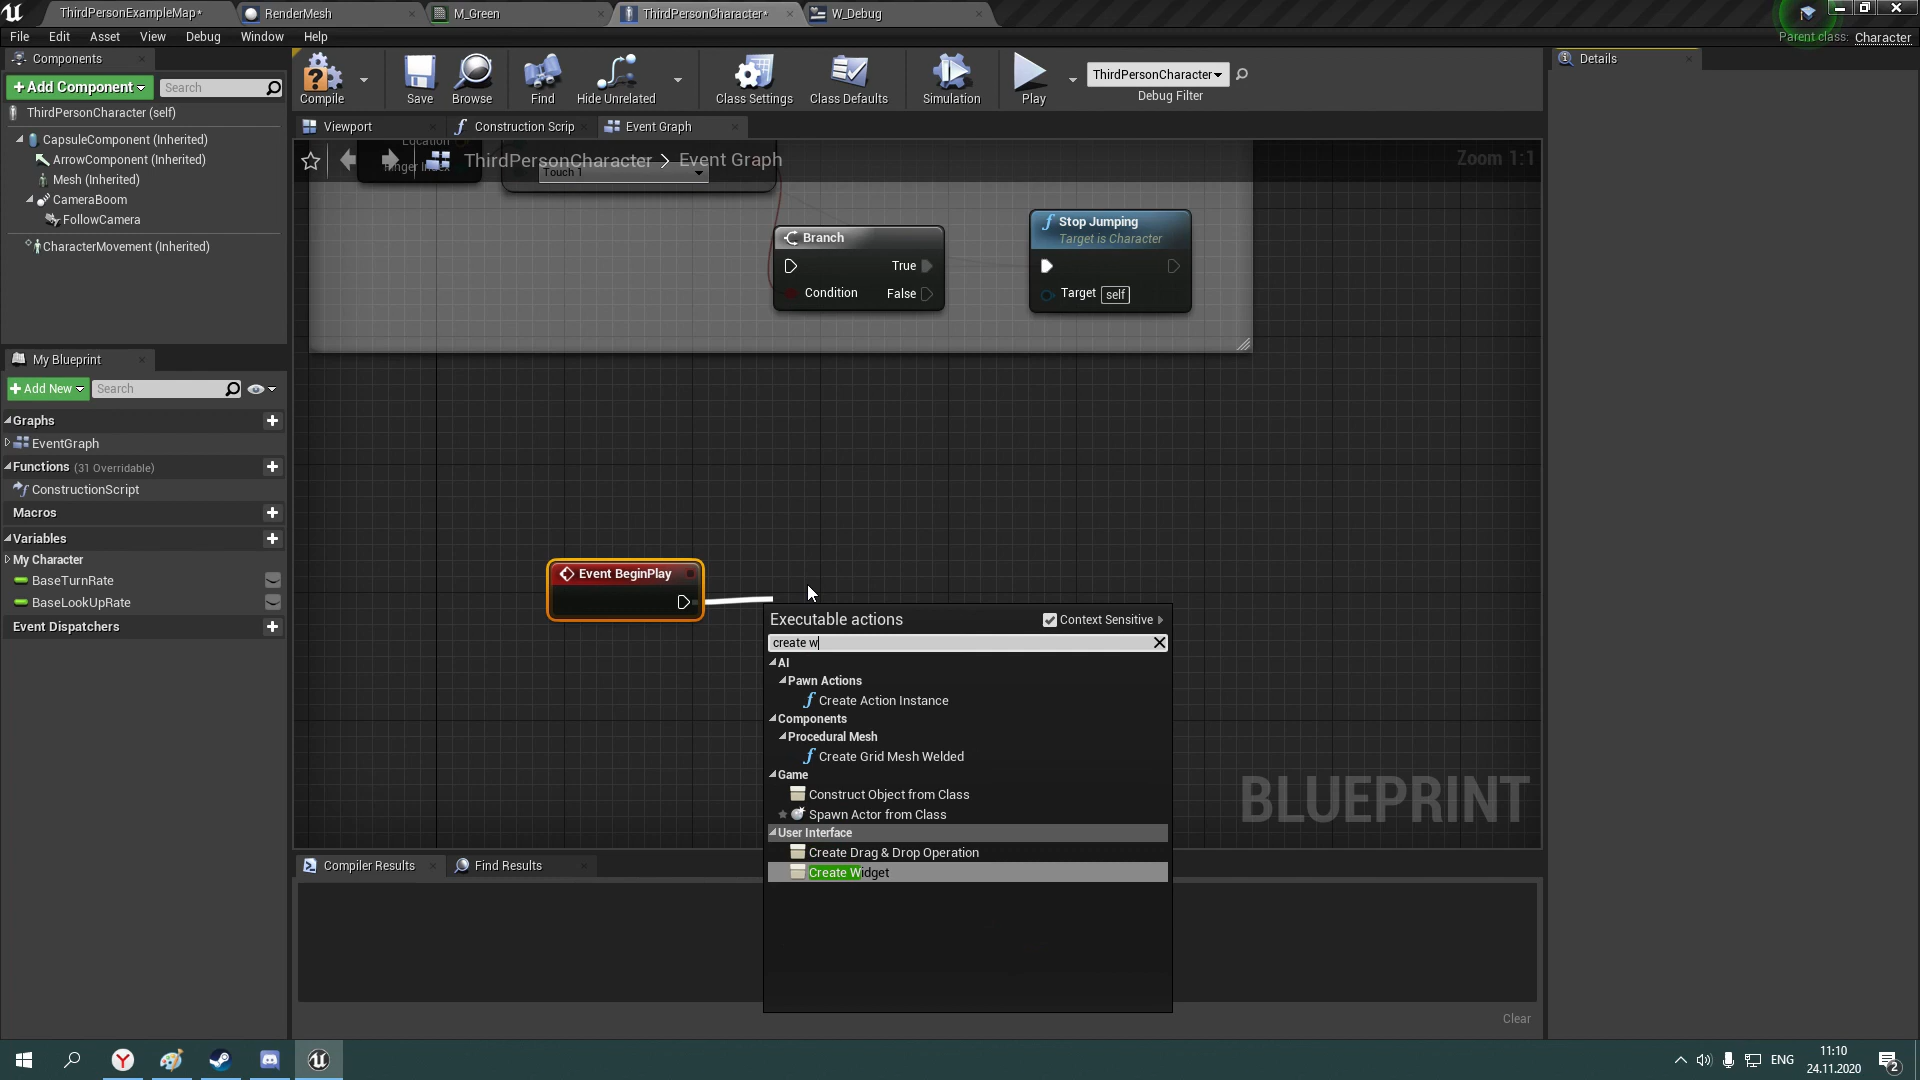 ThirdPersonExampleMap*
RenderMesh
M_Green
ThirdPersonCharacter*
W_Debug
File Edit Asset View Debug Window Help
Parent class: Character
Components
+Add Component
Search
ThirdPersonCharacter (self)
CapsuleComponent (Inherited)
ArrowComponent (Inherited)
Mesh (Inherited)
CameraBoom
FollowCamera
CharacterMovement (Inherited)
My Blueprint
+Add New
Search
Graphs
EventGraph
Functions (31 Overridable)
ConstructionScript
Macros
Variables
My Character
BaseTurnRate
BaseLookUpRate
Event Dispatchers
Compile
Save
Browse
Find
Hide Unrelated
Class Settings
Class Defaults
Simulation
Play
ThirdPersonCharacter
Debug Filter
Viewport
Construction Scrip
Event Graph
ThirdPersonCharacter > Event Graph
Zoom 1:1
Location
Finger Index
Touch 1
Branch
True
Condition False
Stop Jumping
Target is Character
Target self
Event BeginPlay
Executable actions
Context Sensitive
create w
AI
Pawn Actions
Create Action Instance
Components
Procedural Mesh
Create Grid Mesh Welded
Game
Construct Object from Class
Spawn Actor from Class
User Interface
Create Drag & Drop Operation
Create Widget
BLUEPRINT
Compiler Results
Find Results
Clear
Details
ENG
11:10
24.11.2020
2